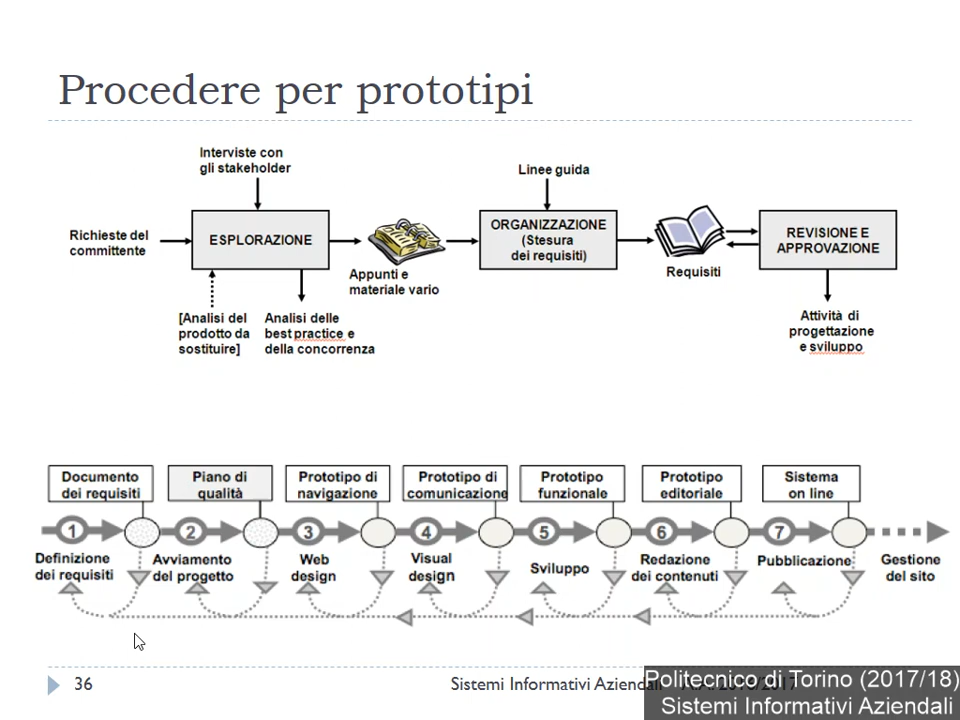 Procedere per prototipi
Interviste con
gli stakeholder
Linee guida
Richieste del
committente
ESPLORAZIONE
ORGANIZZAZIONE
(Stesura
dei requisiti)
REVISIONE E
APPROVAZIONE
Appunti e
materiale vario
Requisiti
[Analisi del
prodotto da
sostituire]
Analisi delle
best practice e
della concorrenza
Attività di
progettazione
e sviluppo
Documento
dei requisiti
Piano di
qualità
Prototipo di
navigazione
Prototipo di
comunicazione
Prototipo
funzionale
Prototipo
editoriale
Sistema
on line
1
2
3
4
5
6
7
Definizione
dei requisiti
Avviamento
del progetto
Web
design
Visual
design
Sviluppo
Redazione
dei contenuti
Pubblicazione
Gestione
del sito
36
Sistemi Informativi Aziendali
Politecnico di Torino (2017/18)
Sistemi Informativi Aziendali